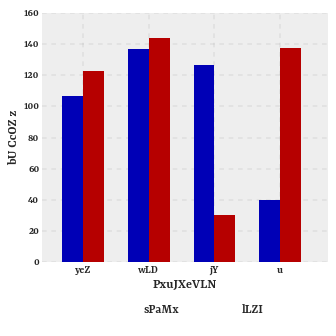 160
140
120
100
80
60
40
20
0
bU CcOZ z
ycZ wLD jY u
PxuJXeVLN
sPaMx lLZI